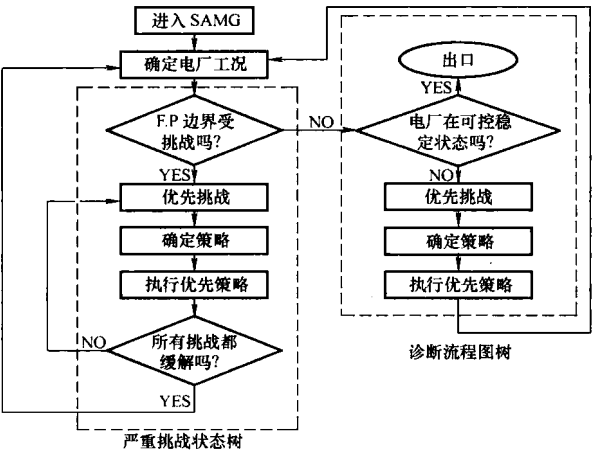 进入 SAMG
确定电厂工况
F.P 边界受
挑战吗?
YES
NO
优先挑战
确定策略
执行优先策略
所有挑战都
缓解吗?
NO
YES
严重挑战状态树
出口
YES
电厂在可控稳
定状态吗?
NO
优先挑战
确定策略
执行优先策略
诊断流程图树